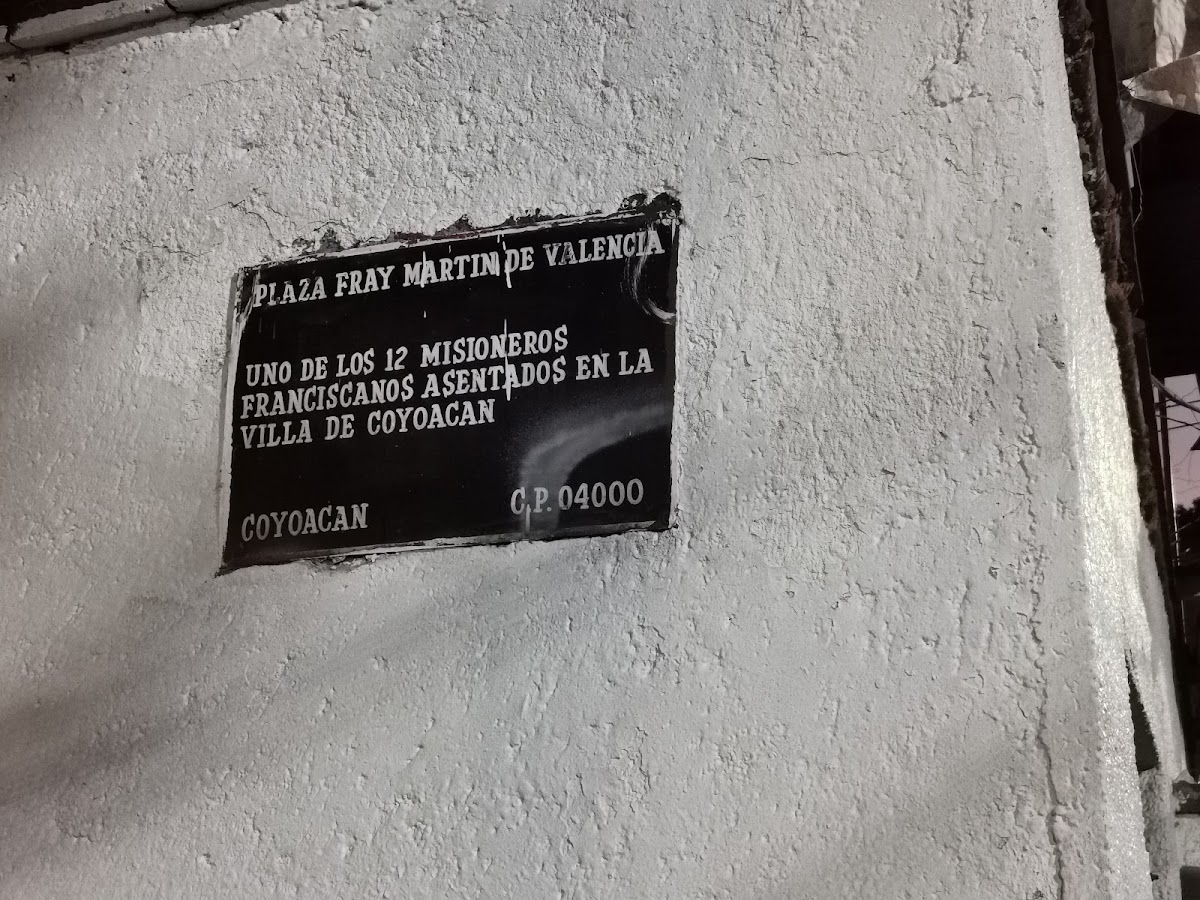 PLAZA FRAY MARTIN DE VALENCIA
UNO DE LOS 12 MISIONEROS
FRANCISCANOS ASENTADOS EN LA
VILLA DE COYOACAN
COYOACAN C.P. 04000